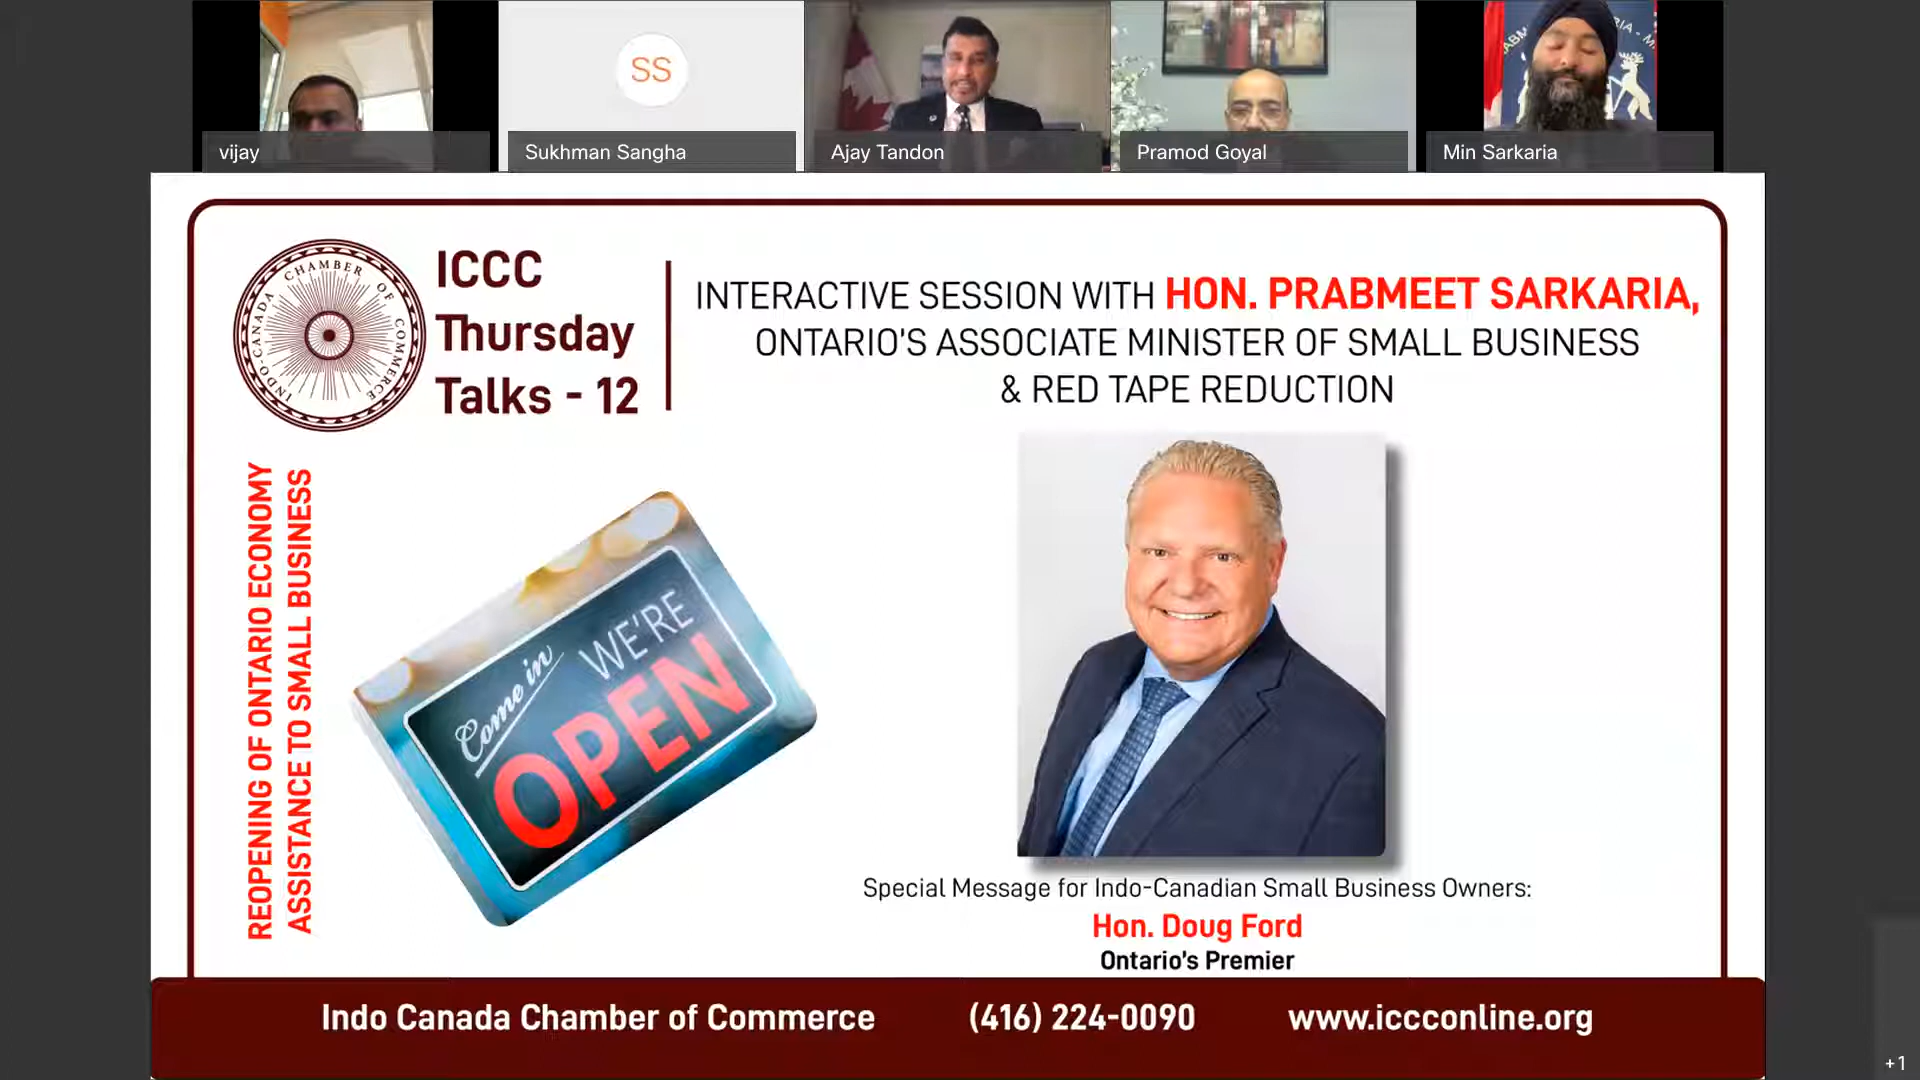 SS
vijay
Sukhman Sangha
Ajay Tandon
Pramod Goyal
Min Sarkaria
INDO-CANADA CHAMBER OF COMMERCE
ICCC
Thursday
Talks - 12
INTERACTIVE SESSION WITH HON. PRABMEET SARKARIA,
ONTARIO'S ASSOCIATE MINISTER OF SMALL BUSINESS
& RED TAPE REDUCTION
REOPENING OF ONTARIO ECONOMY
ASSISTANCE TO SMALL BUSINESS
Come in
WE'RE
OPEN
Special Message for Indo-Canadian Small Business Owners:
Hon. Doug Ford
Ontario's Premier
Indo Canada Chamber of Commerce
(416) 224-0090
www.iccconline.org
+1